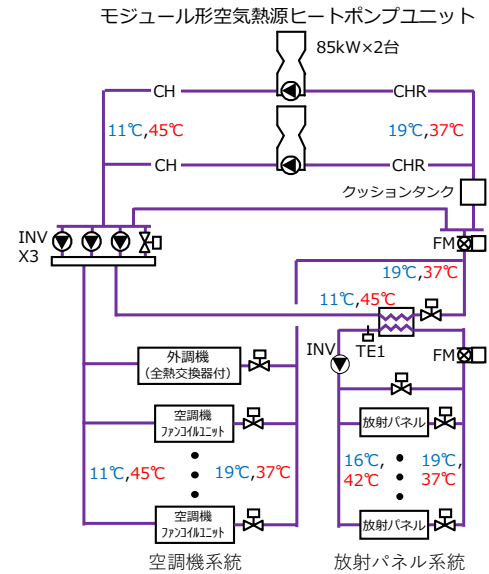 モジュール形空気熱源ヒートポンプユニット
85kW×2台
CH
CHR
11℃,45℃
19℃,37℃
CH
CHR
クッションタンク
INV
X3
FM
19℃,37℃
11℃,45℃
INV
TE1
FM
外調機
(全熱交換器付)
空調機
ファンコイルユニット
放射パネル
11℃,45℃
19℃,37℃
16℃,
42℃
19℃,
37℃
空調機
ファンコイルユニット
放射パネル
空調機系統
放射パネル系統